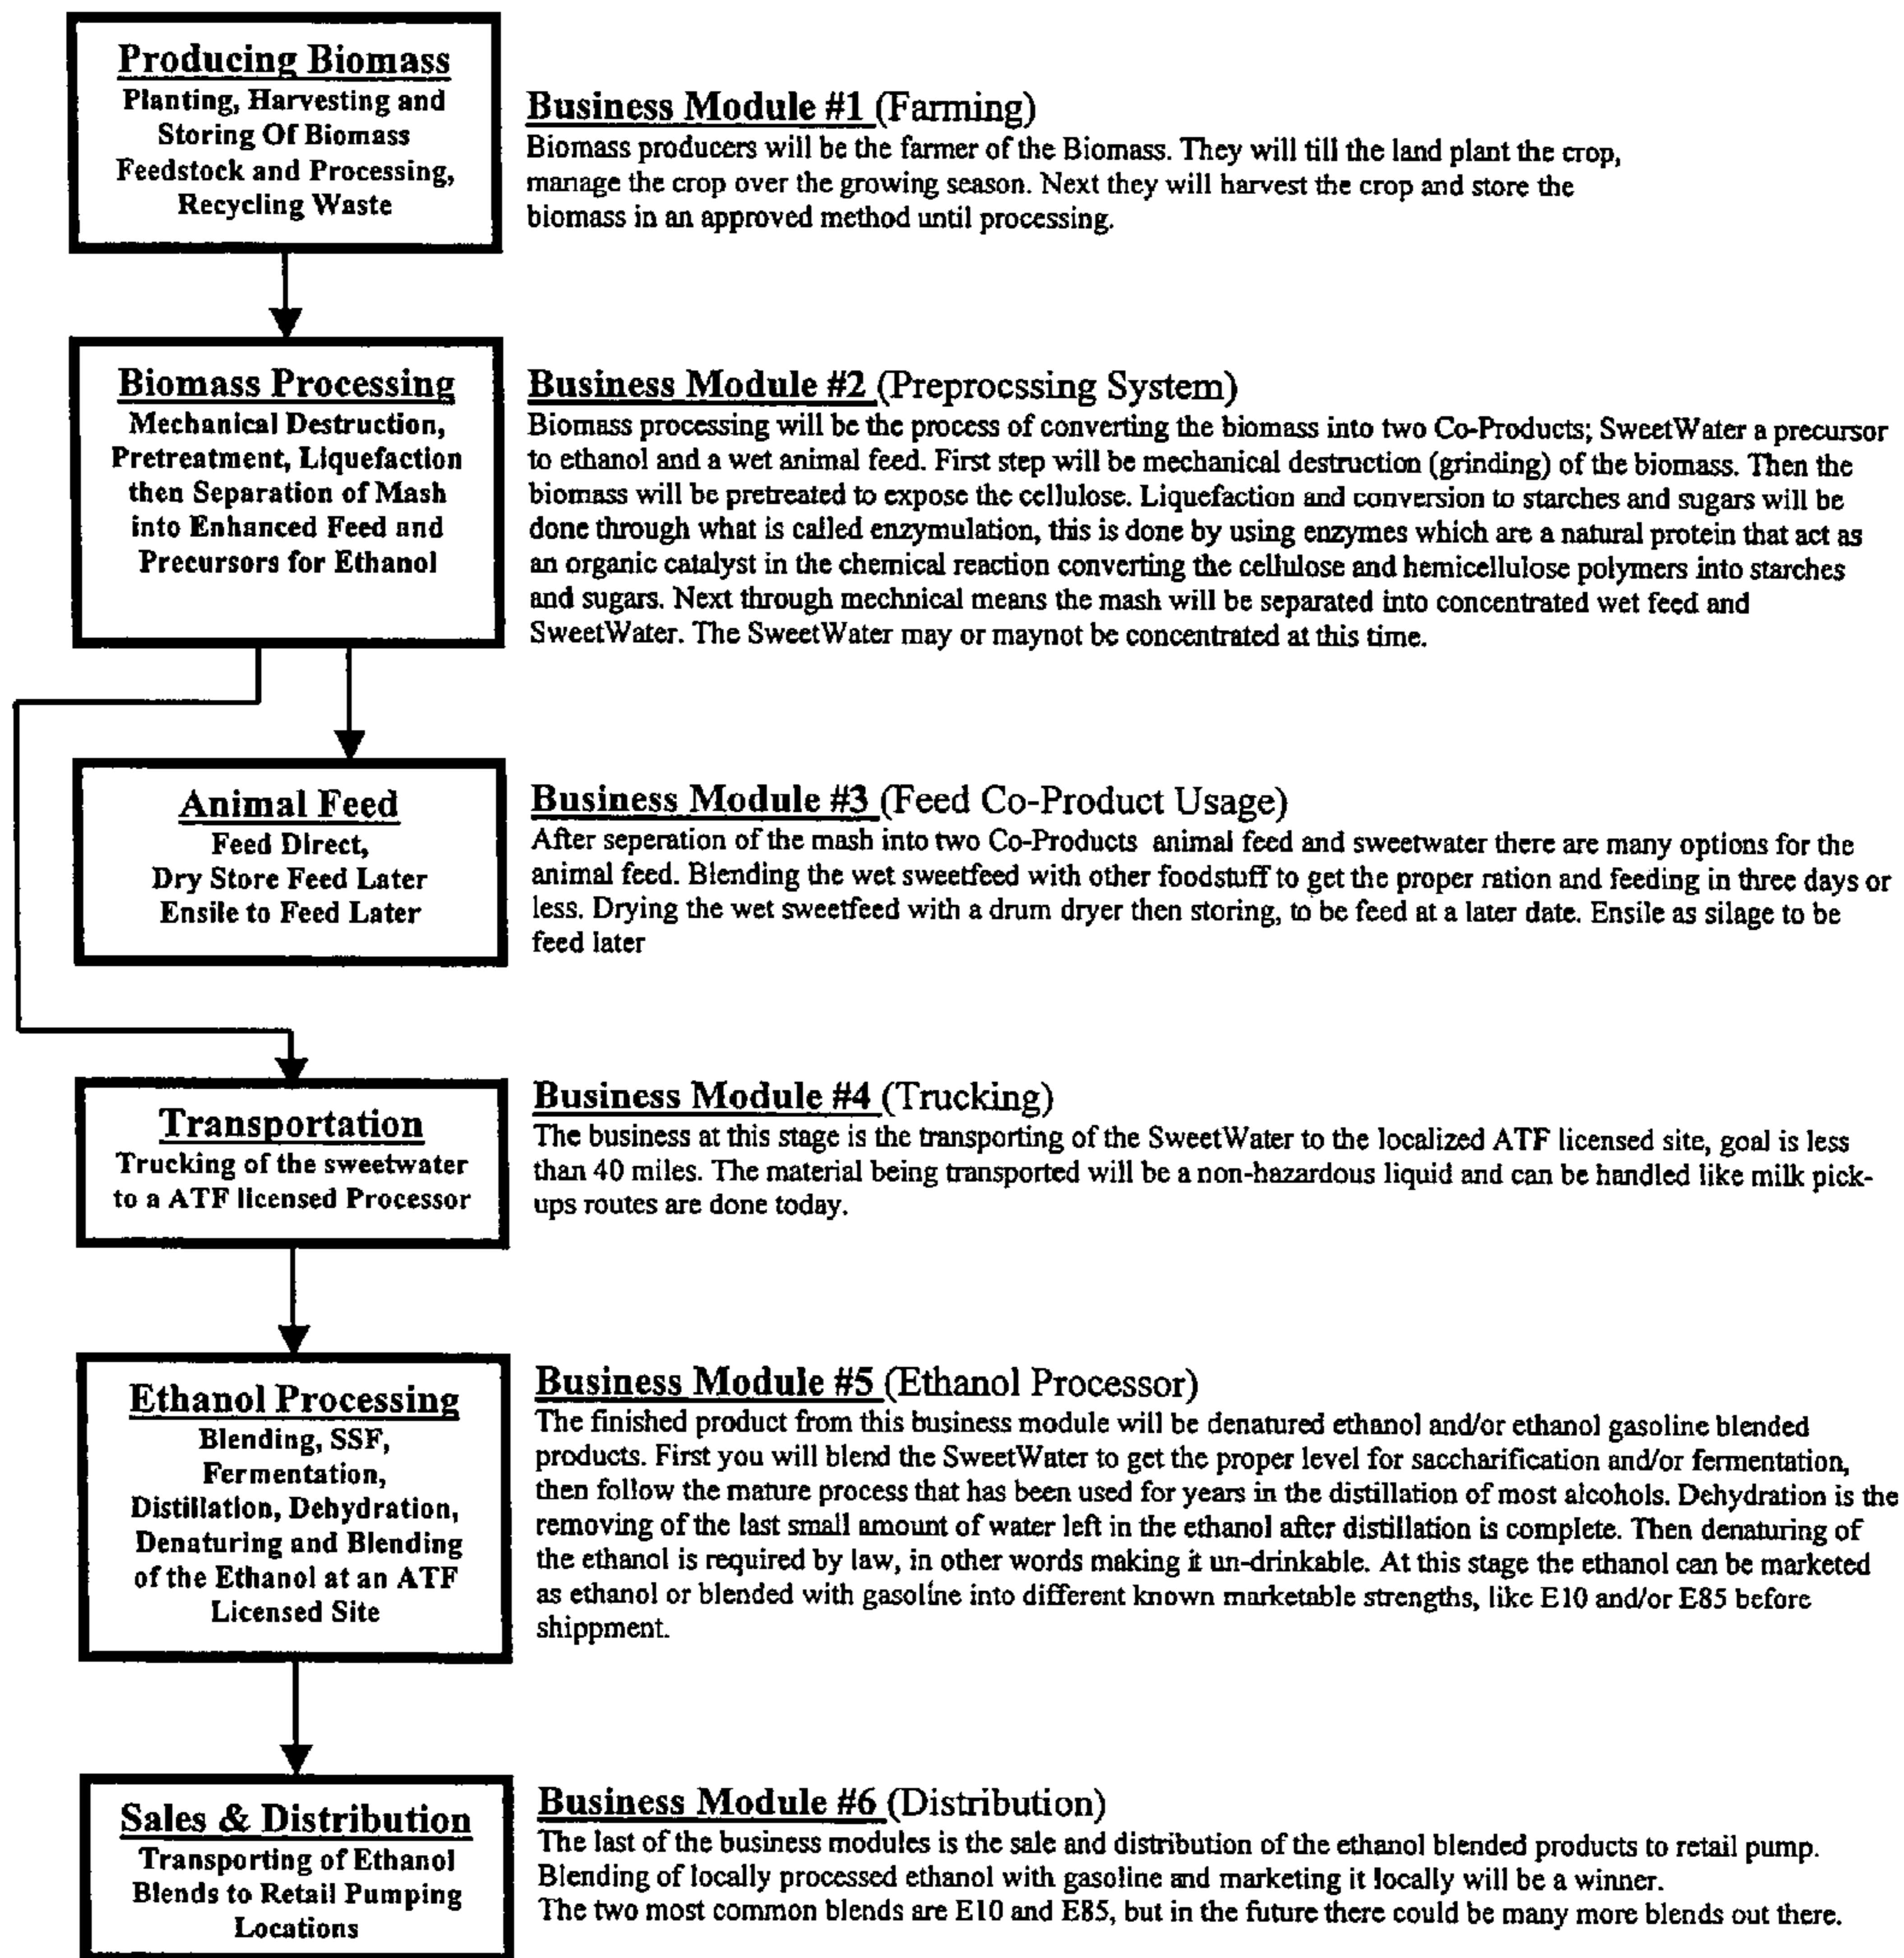 Producing Biomass
Planting, Harvesting and
Storing Of Biomass
Feedstock and Processing,
Recycling Waste
Business Module #1 (Farming)
Biomass producers will be the farmer of the Biomass. They will till the land plant the crop,
manage the crop over the growing season. Next they will harvest the crop and store the
biomass in an approved method until processing.
Biomass Processing
Mechanical Destruction,
Pretreatment, Liquefaction
then Separation of Mash
into Enhanced Feed and
Precursors for Ethanol
Business Module #2 (Preprocssing System)
Biomass processing will be the process of converting the biomass into two Co-Products; SweetWater a precursor
to ethanol and a wet animal feed. First step will be mechanical destruction (grinding) of the biomass. Then the
biomass will be pretreated to expose the cellulose. Liquefaction and conversion to starches and sugars will be
done through what is called enzymulation, this is done by using enzymes which are a natural protein that act as
an organic catalyst in the chemical reaction converting the cellulose and hemicellulose polymers into starches
and sugars. Next through mechnical means the mash will be separated into concentrated wet feed and
SweetWater. The SweetWater may or maynot be concentrated at this time.
Animal Feed
Feed Direct,
Dry Store Feed Later
Ensile to Feed Later
Business Module #3 (Feed Co-Product Usage)
After seperation of the mash into two Co-Products animal feed and sweetwater there are many options for the
animal feed. Blending the wet sweetfeed with other foodstuff to get the proper ration and feeding in three days or
less. Drying the wet sweetfeed with a drum dryer then storing, to be feed at a later date. Ensile as silage to be
feed later
Transportation
Trucking of the sweetwater
to a ATF licensed Processor
Business Module #4 (Trucking)
The business at this stage is the transporting of the SweetWater to the localized ATF licensed site, goal is less
than 40 miles. The material being transported will be a non-hazardous liquid and can be handled like milk pick-
ups routes are done today.
Ethanol Processing
Blending, SSF,
Fermentation,
Distillation, Dehydration,
Denaturing and Blending
of the Ethanol at an ATF
Licensed Site
Business Module #5 (Ethanol Processor)
The finished product from this business module will be denatured ethanol and/or ethanol gasoline blended
products. First you will blend the SweetWater to get the proper level for saccharification and/or fermentation,
then follow the mature process that has been used for years in the distillation of most alcohols. Dehydration is the
removing of the last small amount of water left in the ethanol after distillation is complete. Then denaturing of
the ethanol is required by law, in other words making it un-drinkable. At this stage the ethanol can be marketed
as ethanol or blended with gasoline into different known marketable strengths, like E10 and/or E85 before
shippment.
Sales & Distribution
Transporting of Ethanol
Blends to Retail Pumping
Locations
Business Module #6 (Distribution)
The last of the business modules is the sale and distribution of the ethanol blended products to retail pump.
Blending of locally processed ethanol with gasoline and marketing it locally will be a winner.
The two most common blends are E10 and E85, but in the future there could be many more blends out there.